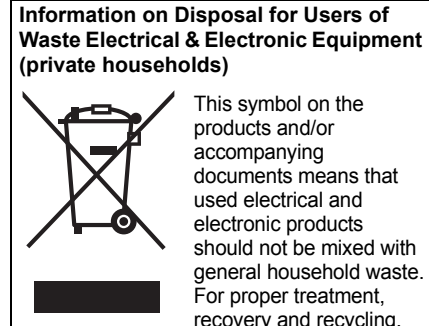 Information on Disposal for Users of
Waste Electrical & Electronic Equipment
(private households)
This symbol on the
products and/or
accompanying
documents means that
used electrical and
electronic products
should not be mixed with
general household waste.
For proper treatment,
recovery and recycling,